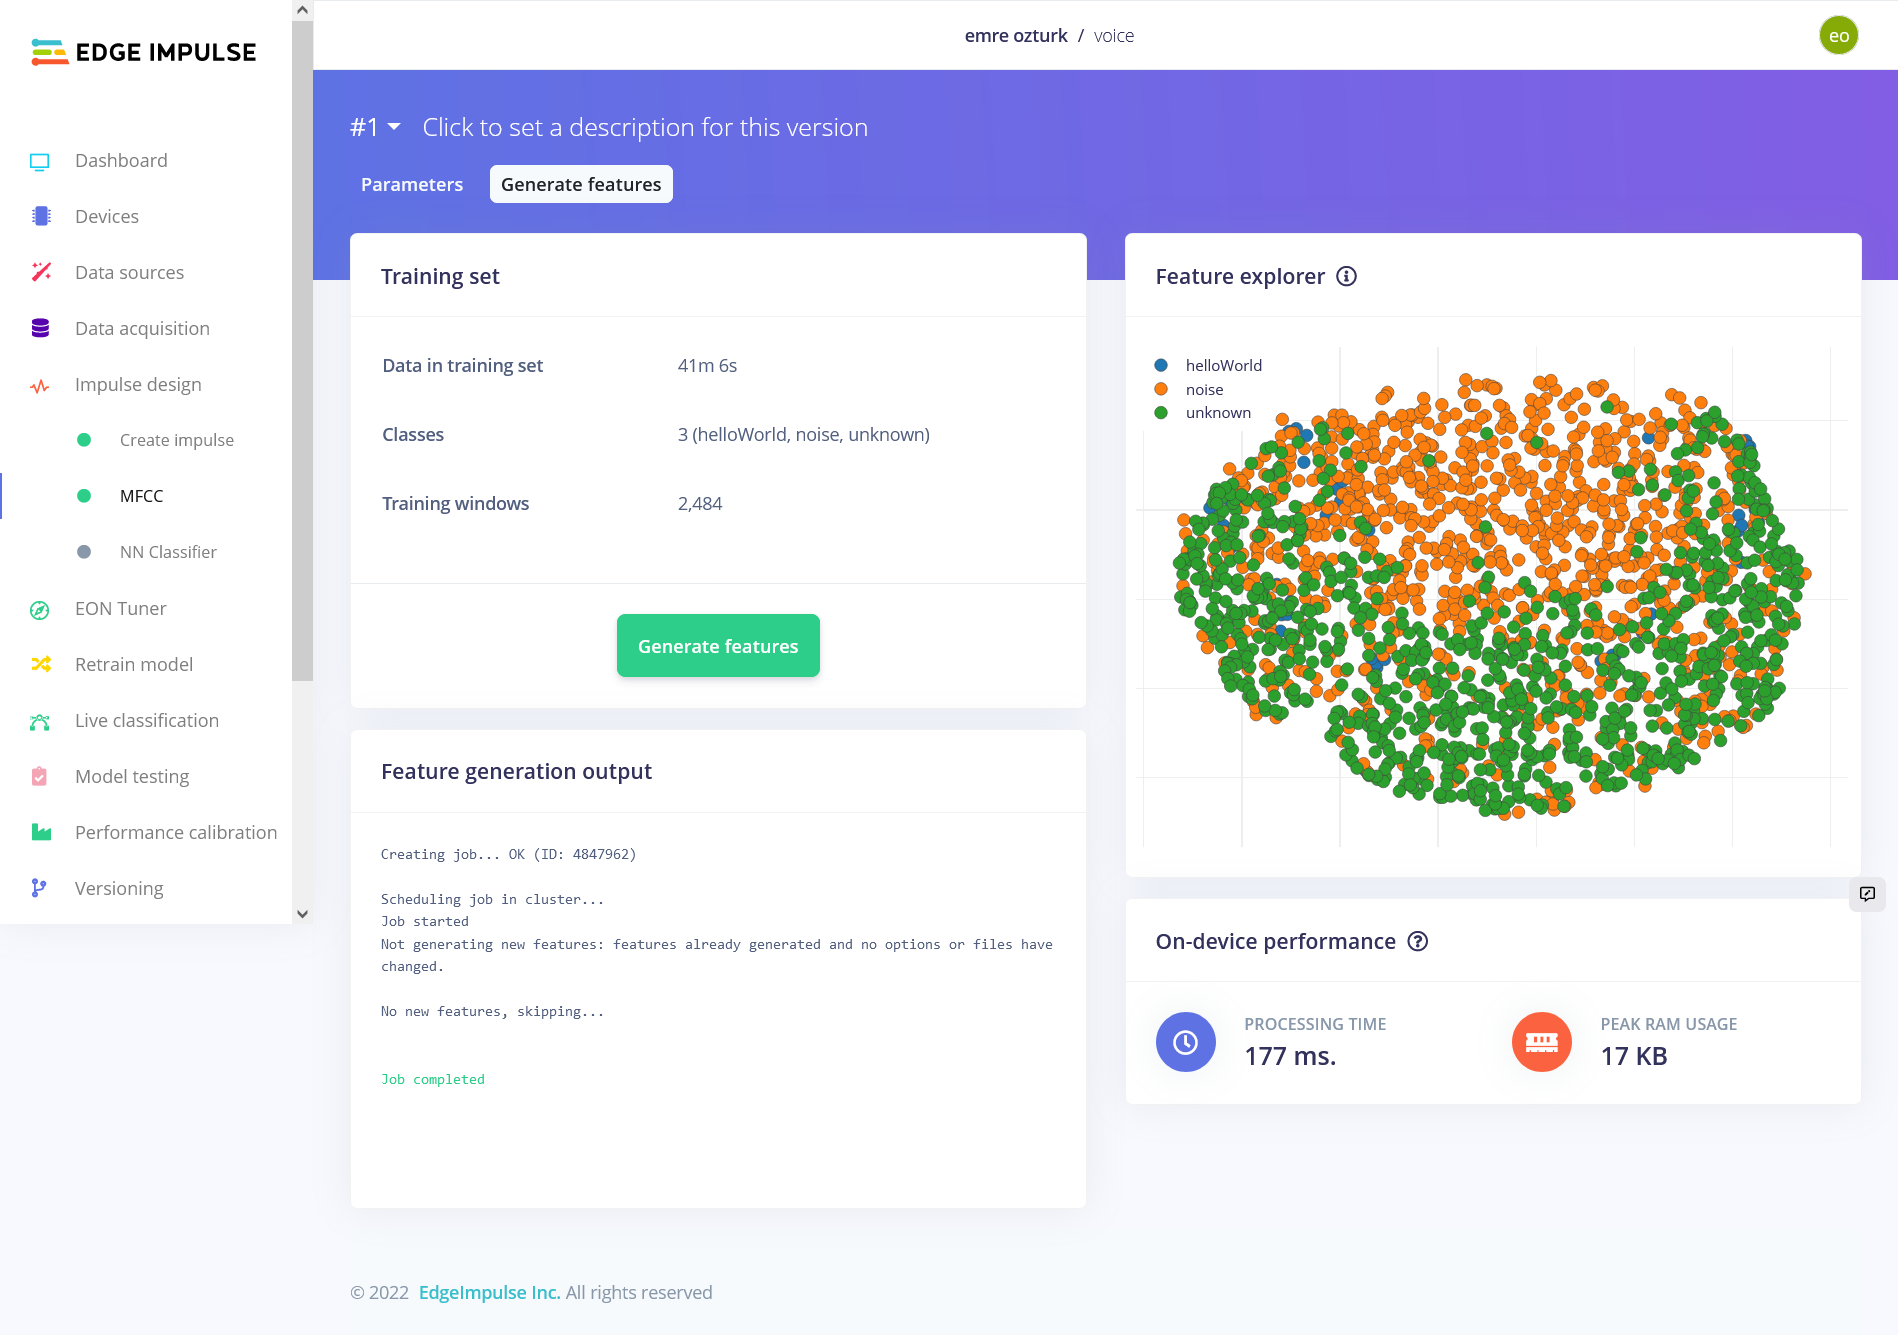 EDGE IMPULSE
emre ozturk / voice
eo
#1 Click to set a description for this version
Parameters
Generate features
Dashboard
Devices
Data sources
Data acquisition
Impulse design
Create impulse
MFCC
NN Classifier
EON Tuner
Retrain model
Live classification
Model testing
Performance calibration
Versioning
Training set
Data in training set 41m 6s
Classes 3 (helloWorld, noise, unknown)
Training windows 2,484
Generate features
Feature generation output
Creating job... OK (ID: 4847962)
Scheduling job in cluster...
Job started
Not generating new features: features already generated and no options or files have
changed.
No new features, skipping...
Job completed
Feature explorer
helloWorld
noise
unknown
On-device performance
PROCESSING TIME
177 ms.
PEAK RAM USAGE
17 KB
© 2022 EdgeImpulse Inc. All rights reserved